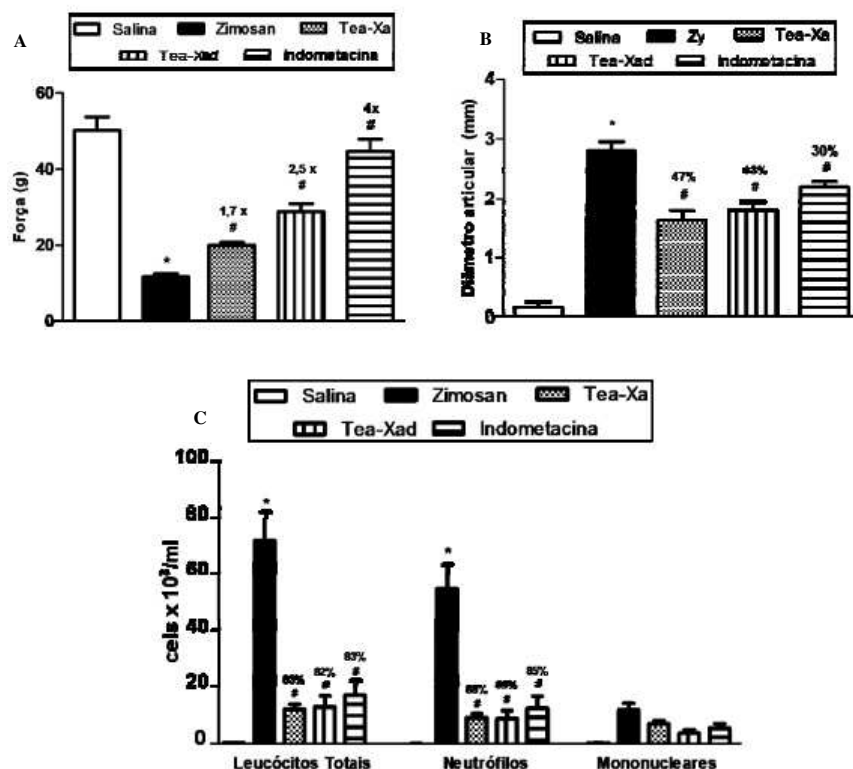 A
Salina Zimosan Tea-Xa
Tea-Xad Indometacina
Força (g)
60
40
20
0
*
1,7 x
#
2,5 x
#
4x
#
B
Salina Zy Tea-Xa
Tea-Xad Indometacina
Diâmetro articular (mm)
4
3
2
1
0
*
47%
#
#
30%
#
C
Salina Zimosan Tea-Xa
Tea-Xad Indometacina
cels x 10³/ml
100
80
60
40
20
0
*
83%
#
82%
#
83%
#
*
#
#
85%
#
Leucócitos Totais Neutrófilos Mononucleares